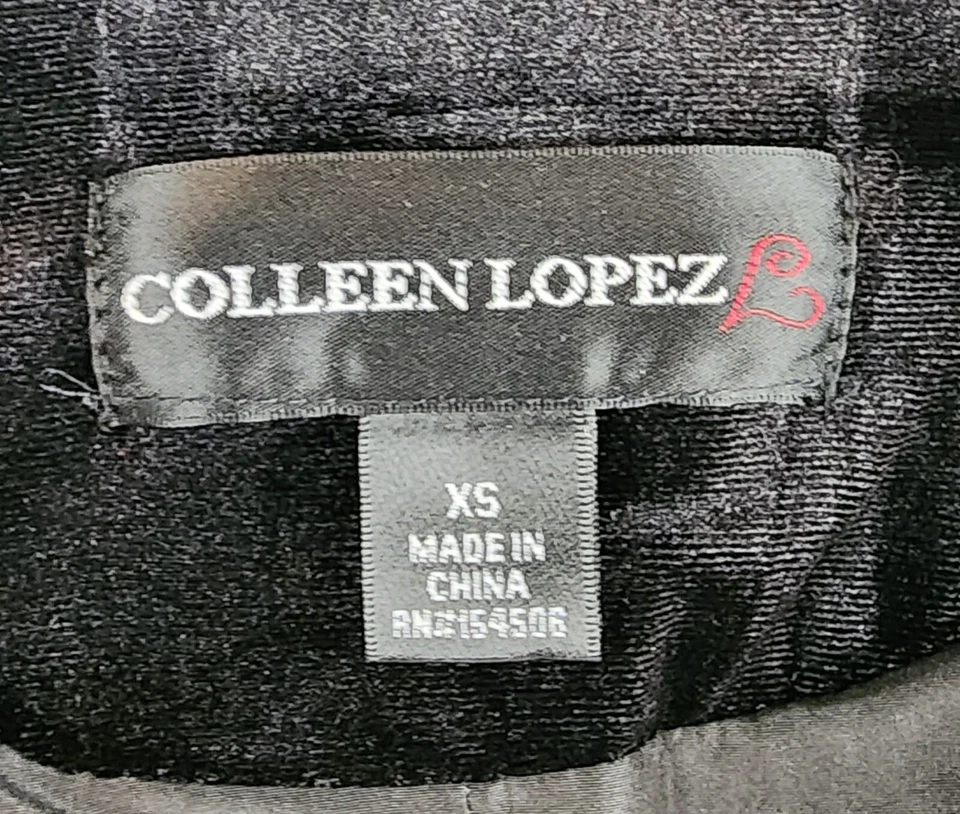 COLLEEN LOPEZ L
XS
MADE IN
CHINA
RN#154506